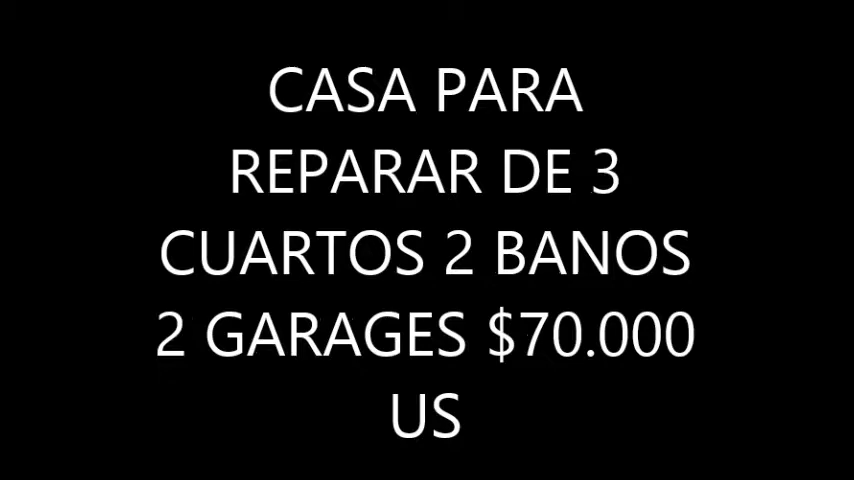 CASA PARA
REPARAR DE 3
CUARTOS 2 BANOS
2 GARAGES $70.000
US